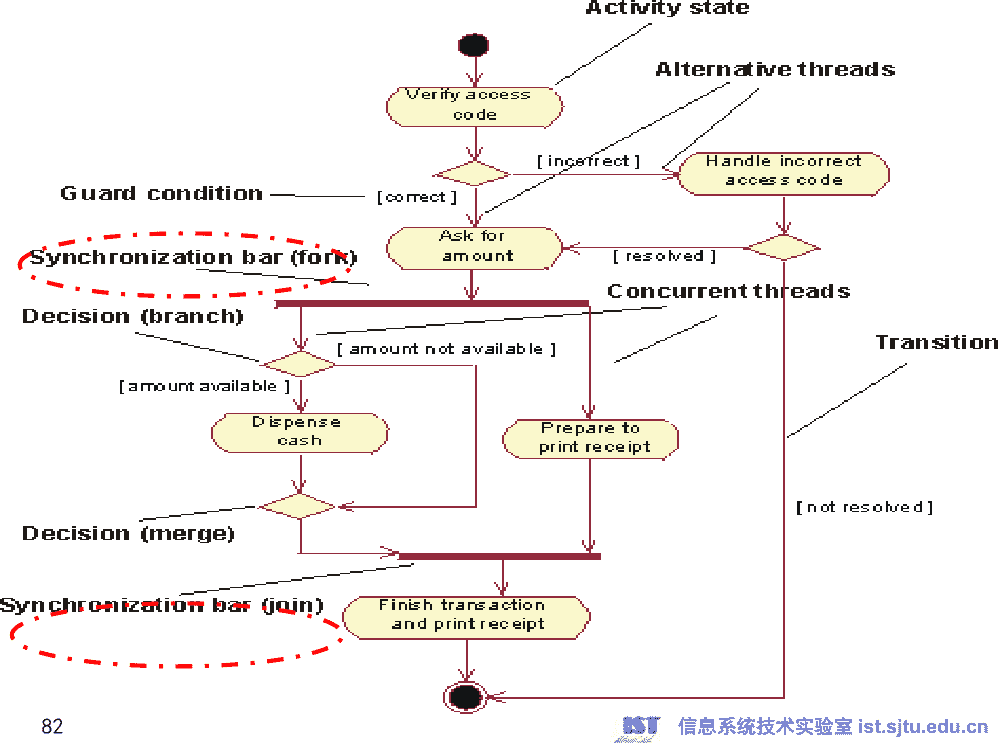 Activity state
Alternative threads
Verify access
code
[ incorrect ]
Handle incorrect
access code
Guard condition
[correct ]
Ask for
amount
[ resolved ]
Synchronization bar (fork)
Concurrent threads
Decision (branch)
[ amount not available ]
Transition
[amount available ]
Dispense
cash
Prepare to
print receipt
[ not resolved ]
Decision (merge)
Synchronization bar (join)
Finish transaction
and print receipt
82
IST 信息系统技术实验室 ist.sjtu.edu.cn